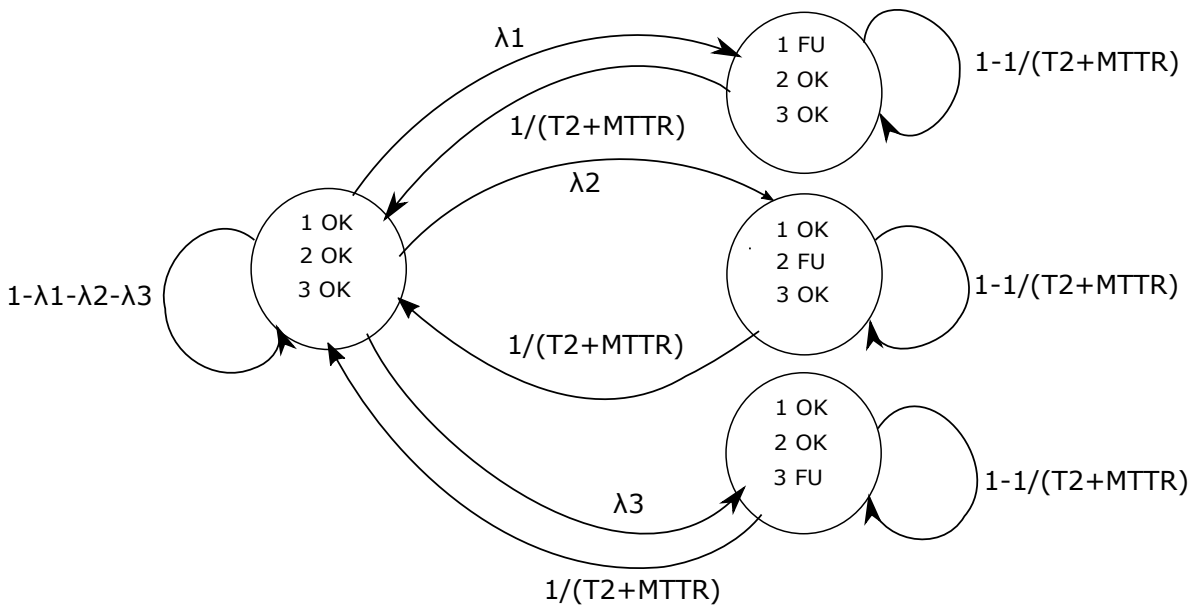 λ1
1 FU
2 OK
3 OK
1-1/(T2+MTTR)
1/(T2+MTTR)
λ2
1 OK
2 OK
3 OK
1-λ1-λ2-λ3
1 OK
2 FU
3 OK
1-1/(T2+MTTR)
1/(T2+MTTR)
1 OK
2 OK
3 FU
1-1/(T2+MTTR)
λ3
1/(T2+MTTR)